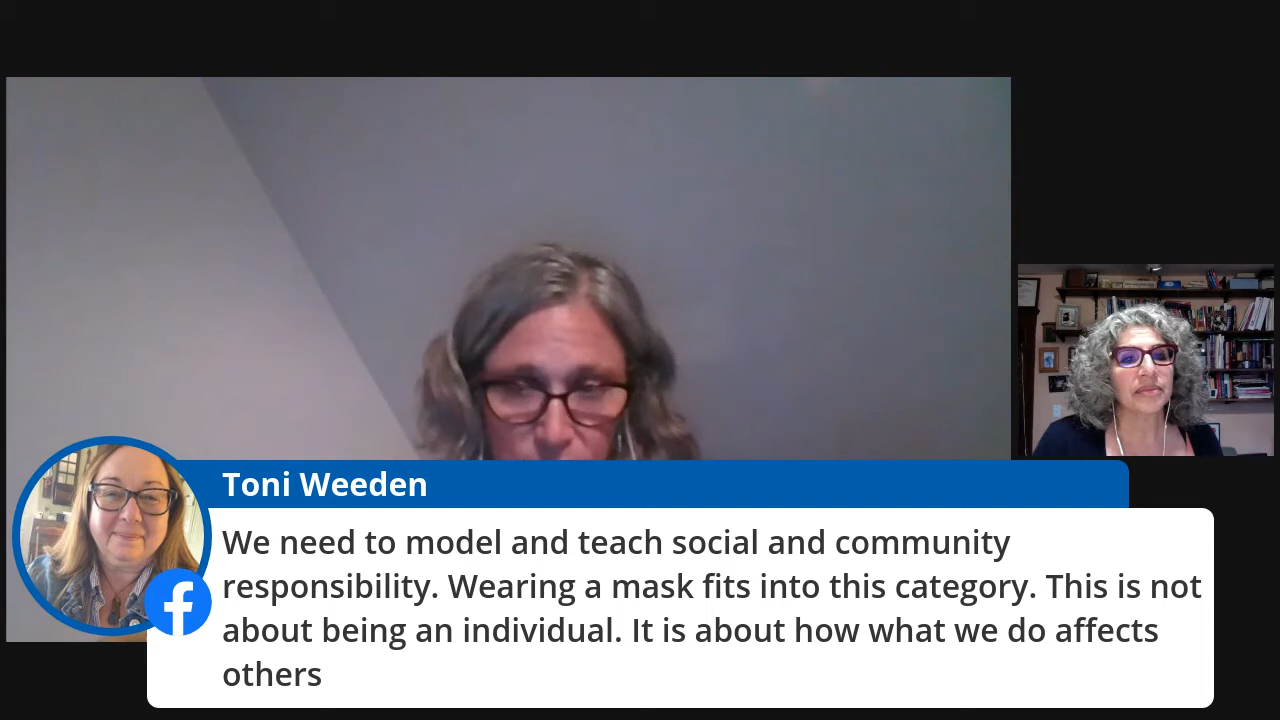 Toni Weeden
We need to model and teach social and community
responsibility. Wearing a mask fits into this category. This is not
about being an individual. It is about how what we do affects
others